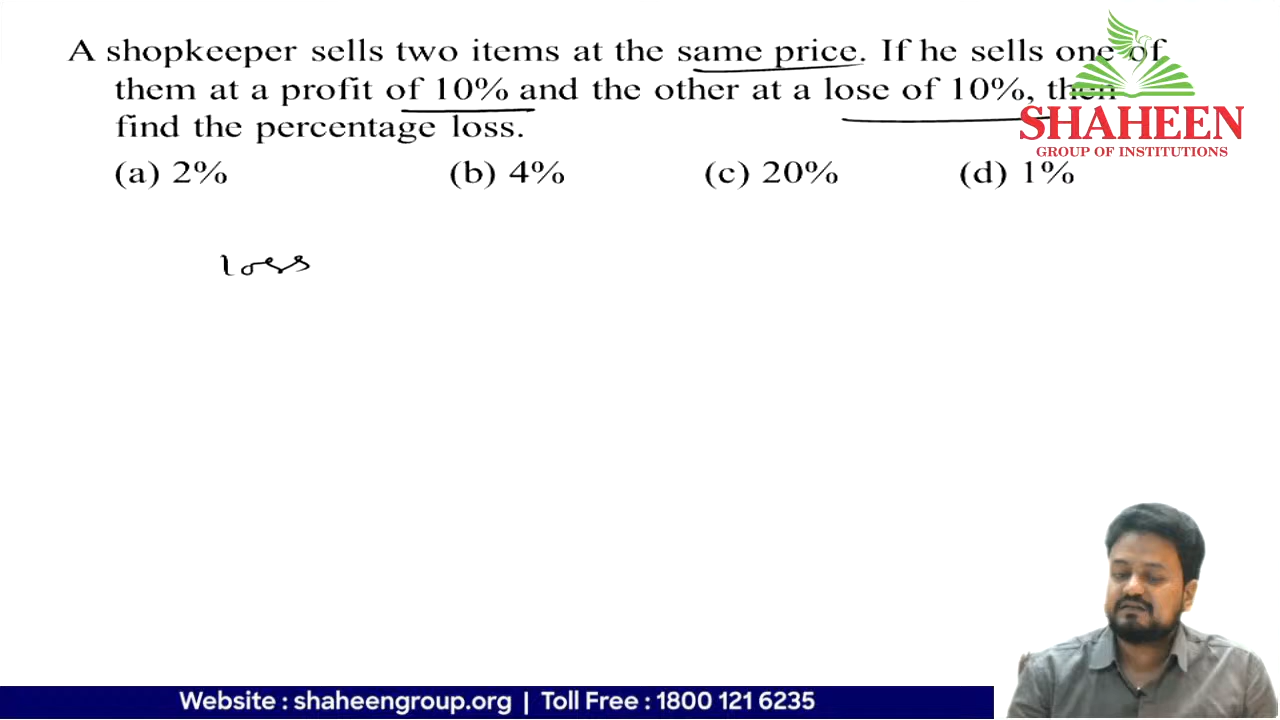 A shopkeeper sells two items at the same price. If he sells one of
them at a profit of 10% and the other at a lose of 10%, then
find the percentage loss.
(a) 2% (b) 4% (c) 20% (d) 1%
SHAHEEN
GROUP OF INSTITUTIONS
loss
Website : shaheengroup.org | Toll Free : 1800 121 6235